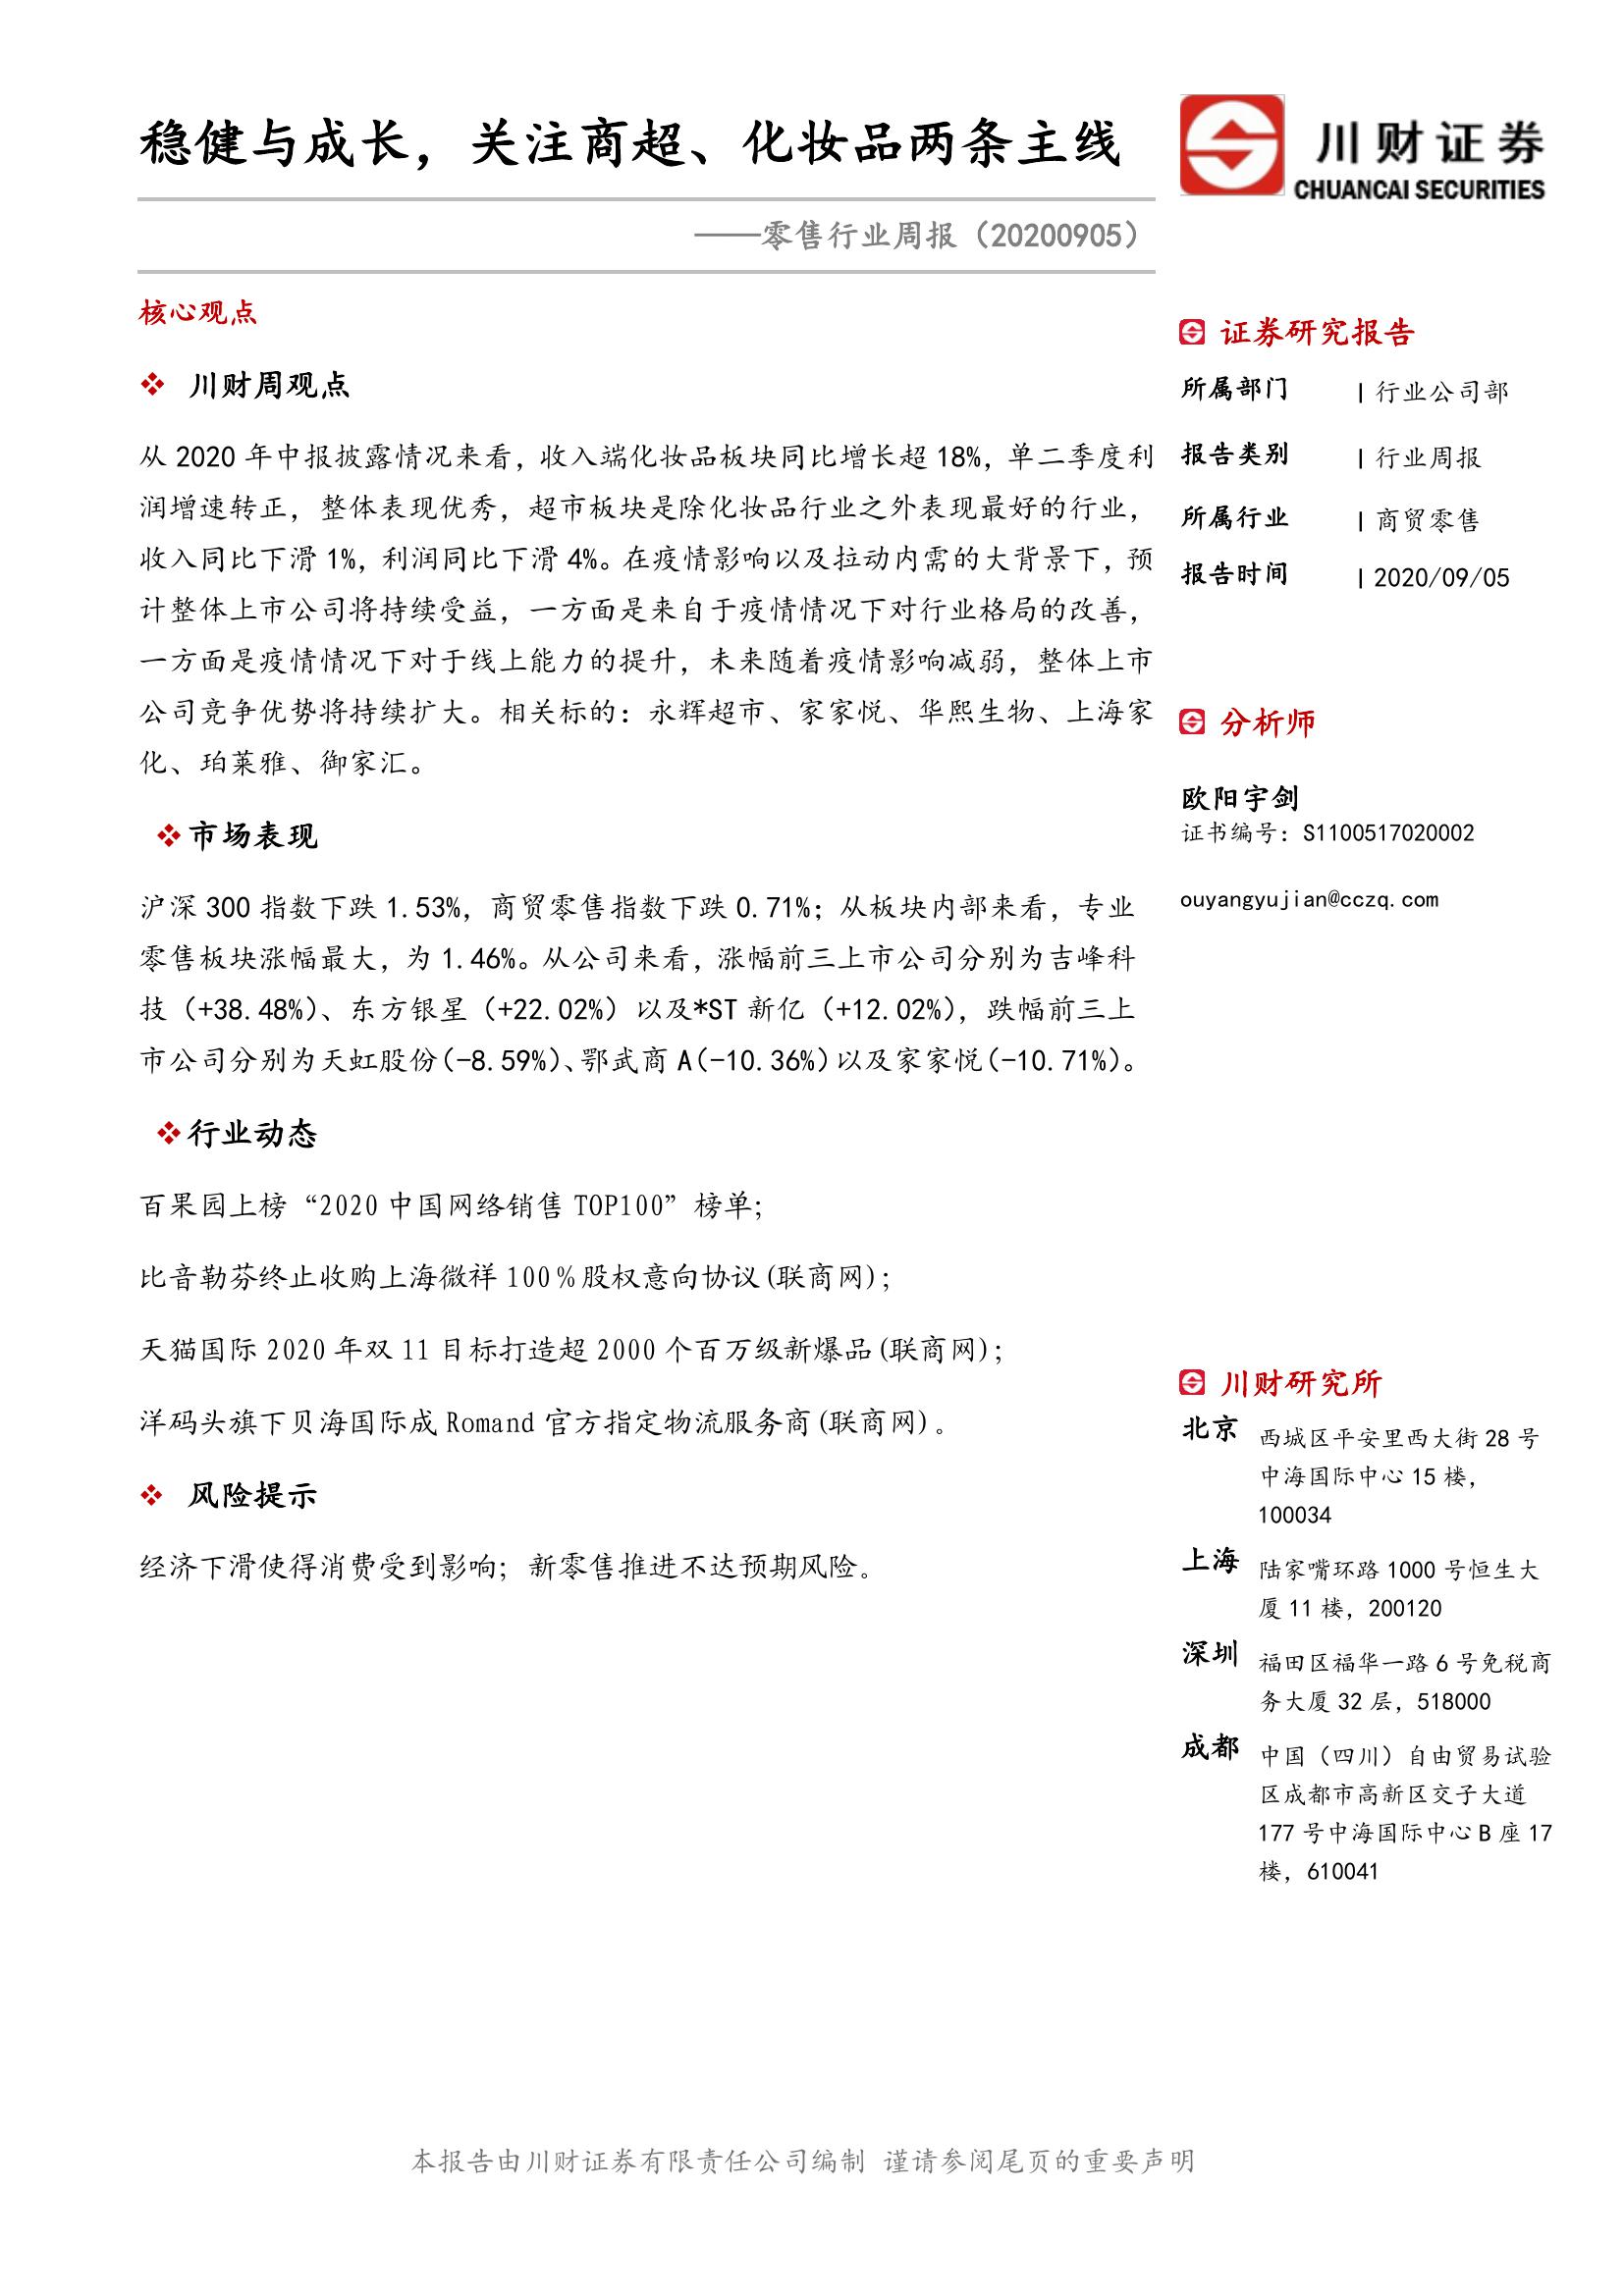 稳健与成长，关注商超、化妆品两条主线
——零售行业周报（20200905）
川财证券
CHUANCAI SECURITIES
核心观点
川财周观点
从 2020 年中报披露情况来看，收入端化妆品板块同比增长超 18%，单二季度利
润增速转正，整体表现优秀，超市板块是除化妆品行业之外表现最好的行业，
收入同比下滑 1%，利润同比下滑 4%。在疫情影响以及拉动内需的大背景下，预
计整体上市公司将持续受益，一方面是来自于疫情情况下对行业格局的改善，
一方面是疫情情况下对于线上能力的提升，未来随着疫情影响减弱，整体上市
公司竞争优势将持续扩大。相关标的：永辉超市、家家悦、华熙生物、上海家
化、珀莱雅、御家汇。
市场表现
沪深 300 指数下跌 1.53%，商贸零售指数下跌 0.71%；从板块内部来看，专业
零售板块涨幅最大，为 1.46%。从公司来看，涨幅前三上市公司分别为吉峰科
技（+38.48%）、东方银星（+22.02%）以及*ST 新亿（+12.02%），跌幅前三上
市公司分别为天虹股份（-8.59%）、鄂武商 A（-10.36%）以及家家悦（-10.71%）。
行业动态
百果园上榜“2020 中国网络销售 TOP100”榜单；
比音勒芬终止收购上海微祥 100%股权意向协议(联商网)；
天猫国际 2020 年双 11 目标打造超 2000 个百万级新爆品(联商网)；
洋码头旗下贝海国际成 Romand 官方指定物流服务商(联商网)。
风险提示
经济下滑使得消费受到影响；新零售推进不达预期风险。
证券研究报告
所属部门 | 行业公司部
报告类别 | 行业周报
所属行业 | 商贸零售
报告时间 | 2020/09/05
分析师
欧阳宇剑
证书编号：S1100517020002
ouyangyujian@cczq.com
川财研究所
北京 西城区平安里西大街 28 号
中海国际中心 15 楼，
100034
上海 陆家嘴环路 1000 号恒生大
厦 11 楼，200120
深圳 福田区福华一路 6 号免税商
务大厦 32 层，518000
成都 中国（四川）自由贸易试验
区成都市高新区交子大道
177 号中海国际中心 B 座 17
楼，610041
本报告由川财证券有限责任公司编制 谨请参阅尾页的重要声明